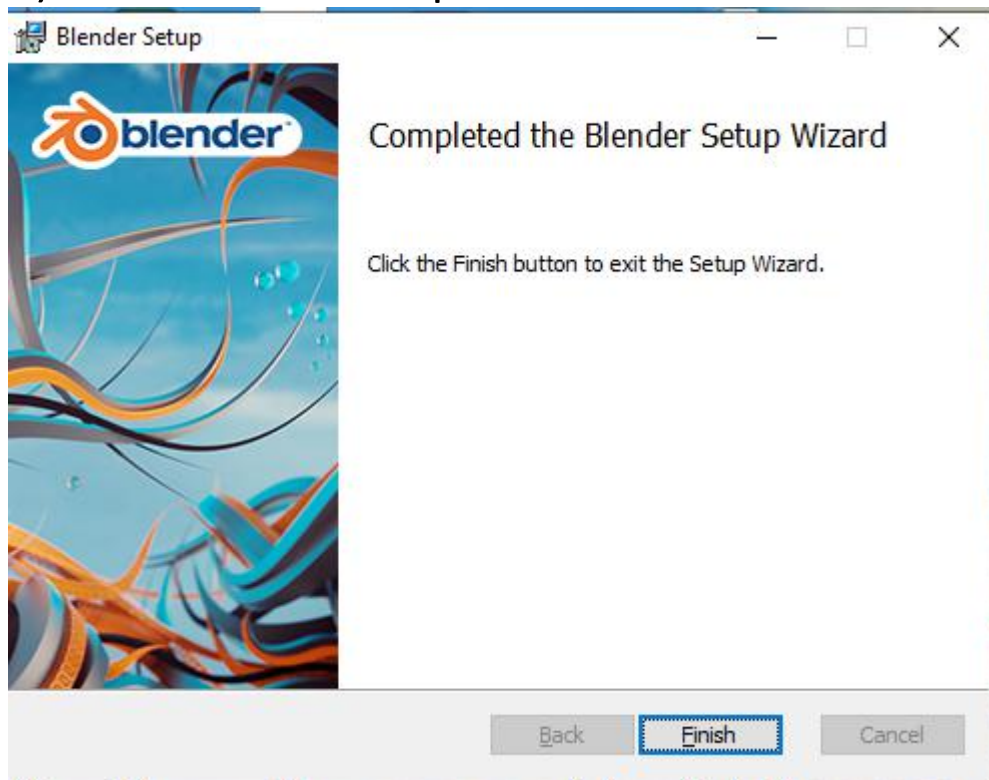 Blender Setup
blender
Completed the Blender Setup Wizard
Click the Finish button to exit the Setup Wizard.
Back
Finish
Cancel